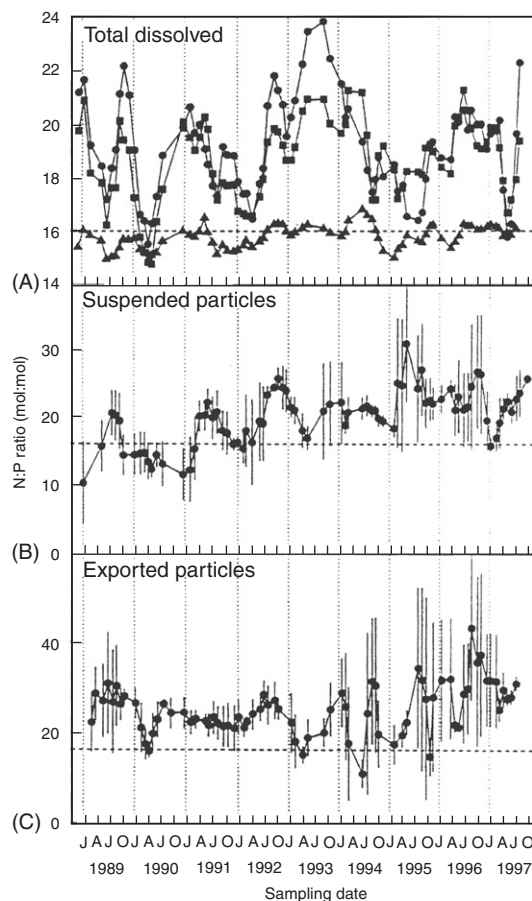 24
Total dissolved
22
20
18
16
14
(A)
Suspended particles
30
20
10
0
(B)
N:P ratio (mol:mol)
Exported particles
60
40
20
0
(C)
J A J O J A J O J A J O J A J O J A J O J A J O J A J O J A J O J A J O
1989 1990 1991 1992 1993 1994 1995 1996 1997
Sampling date